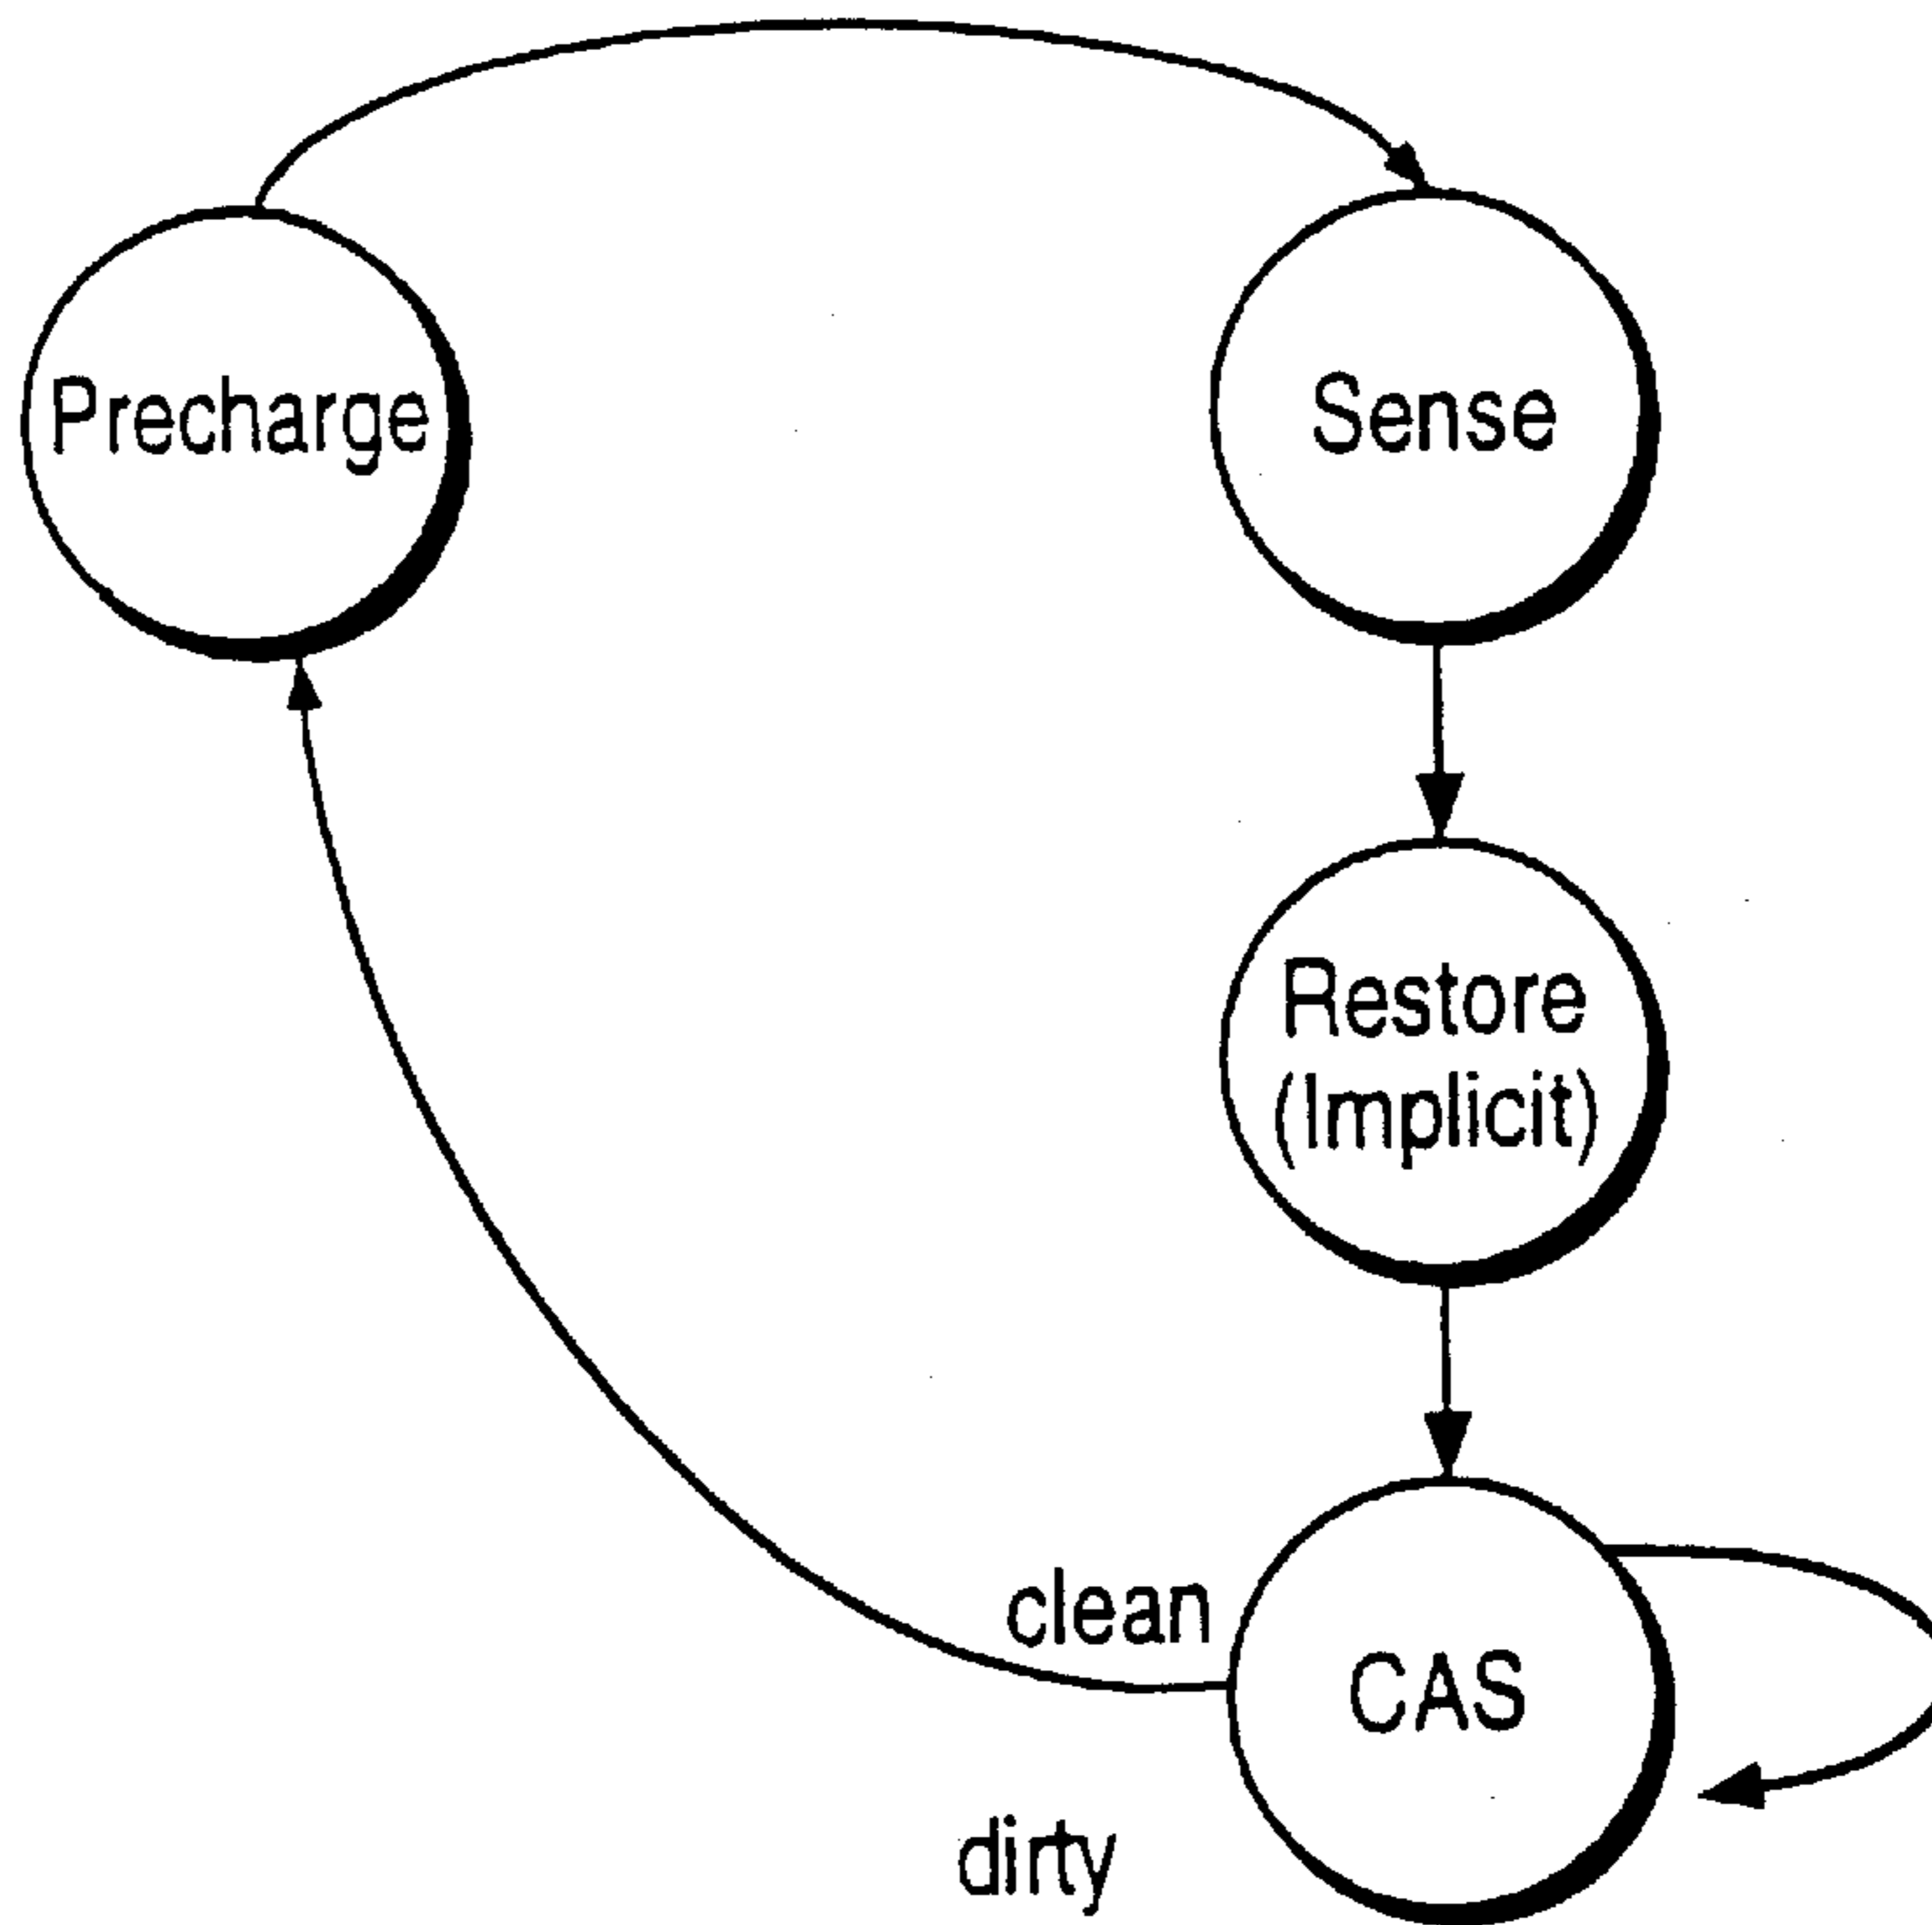 Precharge
Sense
Restore
(Implicit)
clean
CAS
dirty